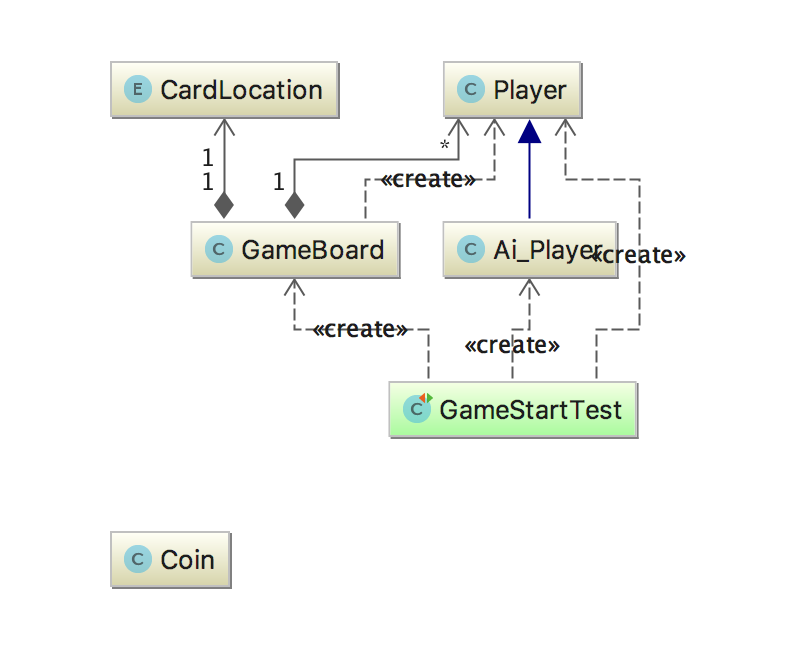 E CardLocation
C Player
*
1
1
1
«create»
C GameBoard
C Ai_Player
«create»
«create»
«create»
C GameStartTest
C Coin